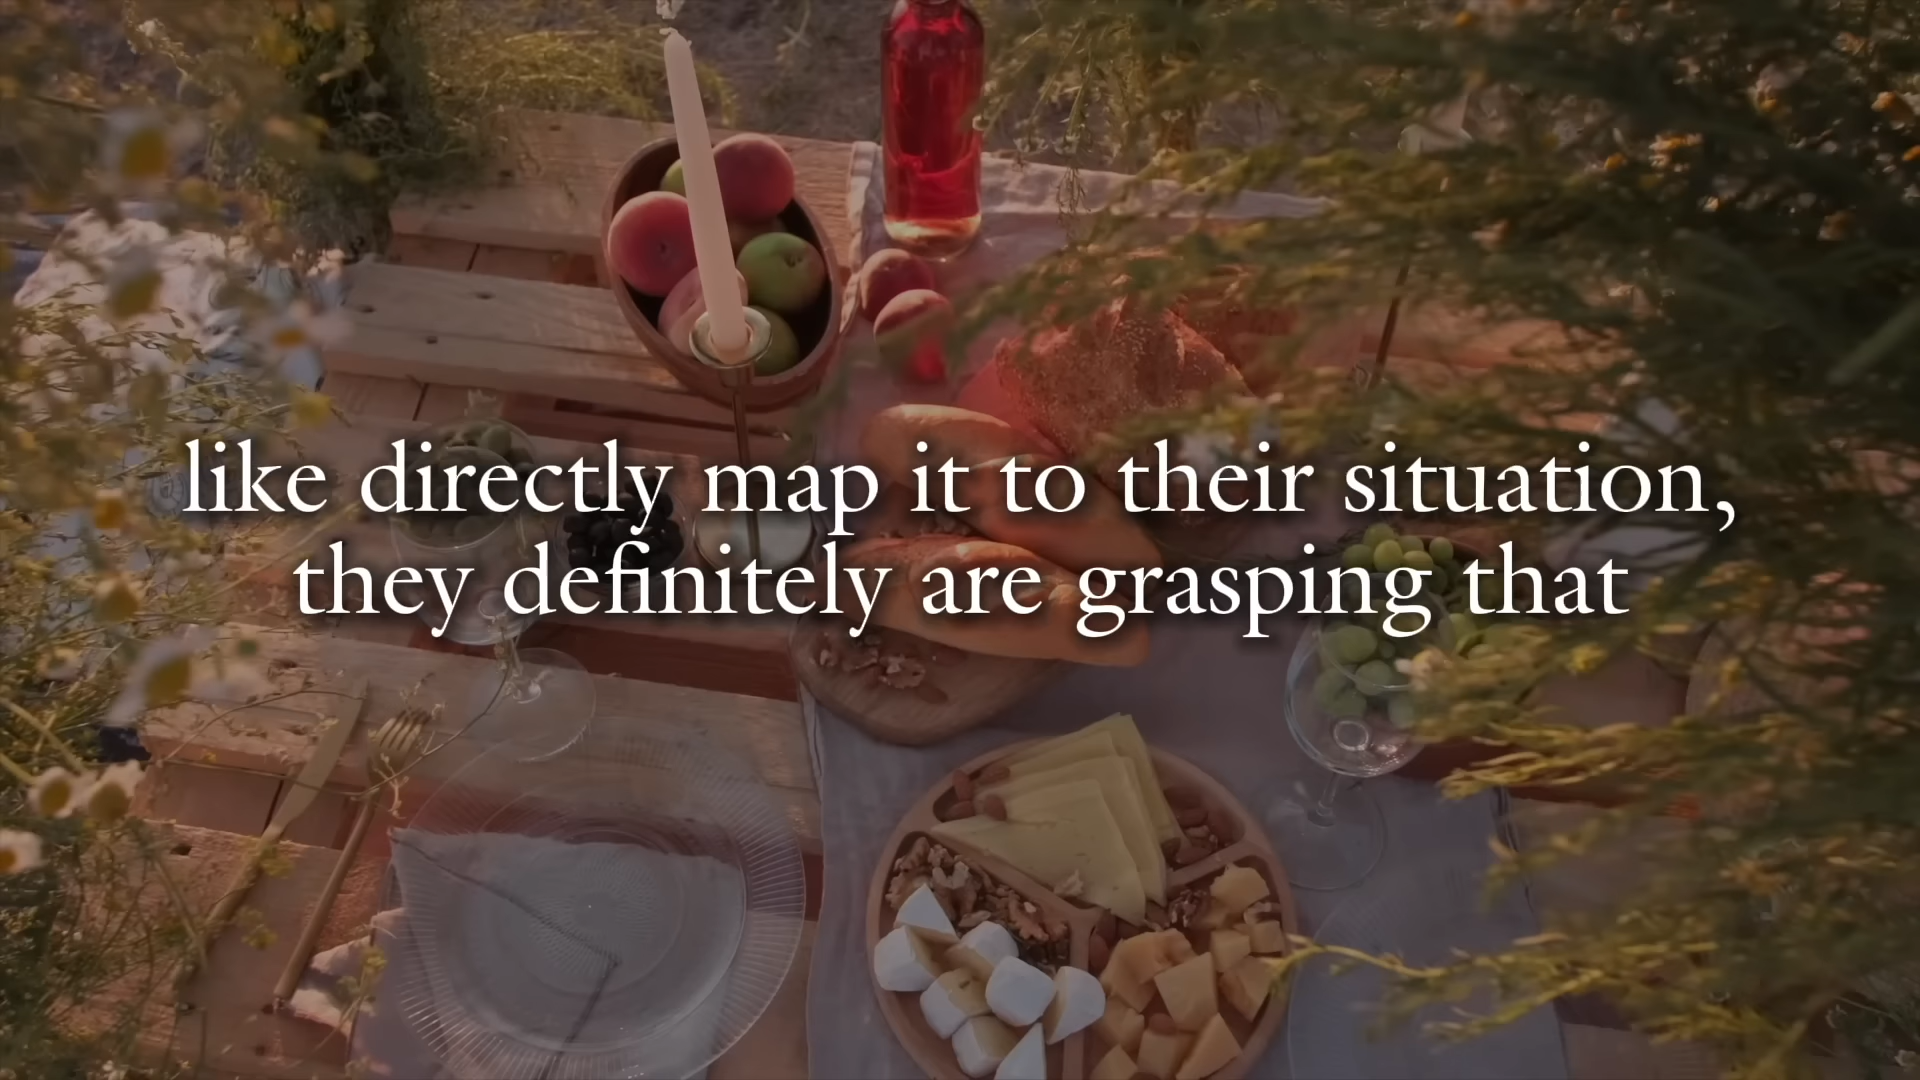 like directly map it to their situation,
they definitely are grasping that